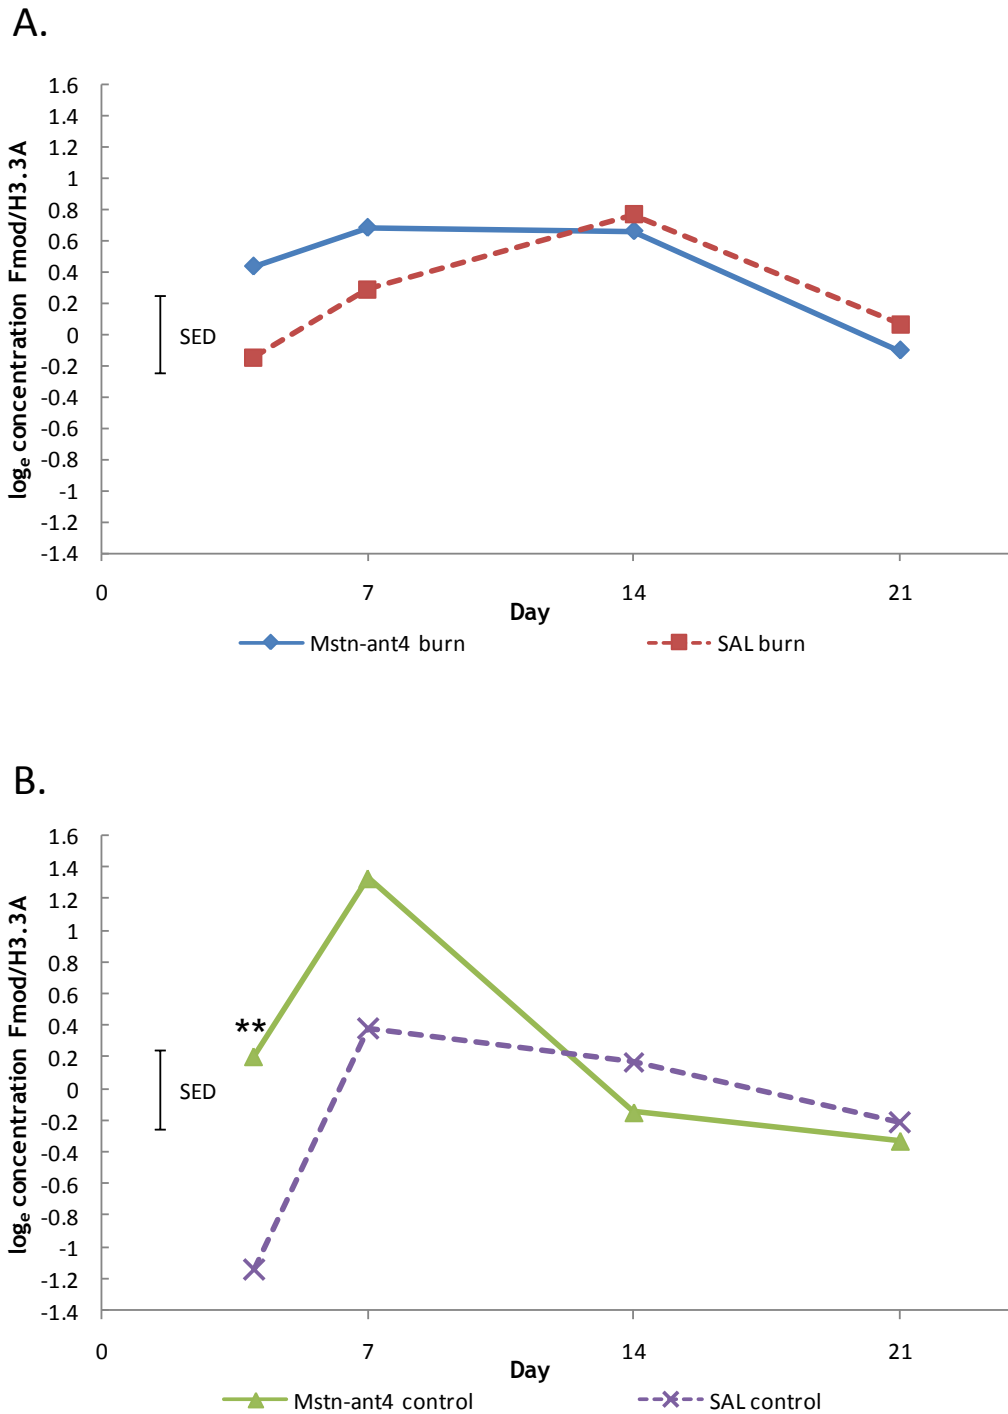 A.
1.6
1.4
1.2
1
0.8
0.6
0.4
0.2
0
-0.2
-0.4
-0.6
-0.8
-1
-1.2
-1.4
logₑ concentration Fmod/H3.3A
SED
0 7 14 21
Day
Mstn-ant4 burn SAL burn
B.
1.6
1.4
1.2
1
0.8
0.6
0.4
0.2
0
-0.2
-0.4
-0.6
-0.8
-1
-1.2
-1.4
logₑ concentration Fmod/H3.3A
**
SED
0 7 14 21
Day
Mstn-ant4 control SAL control